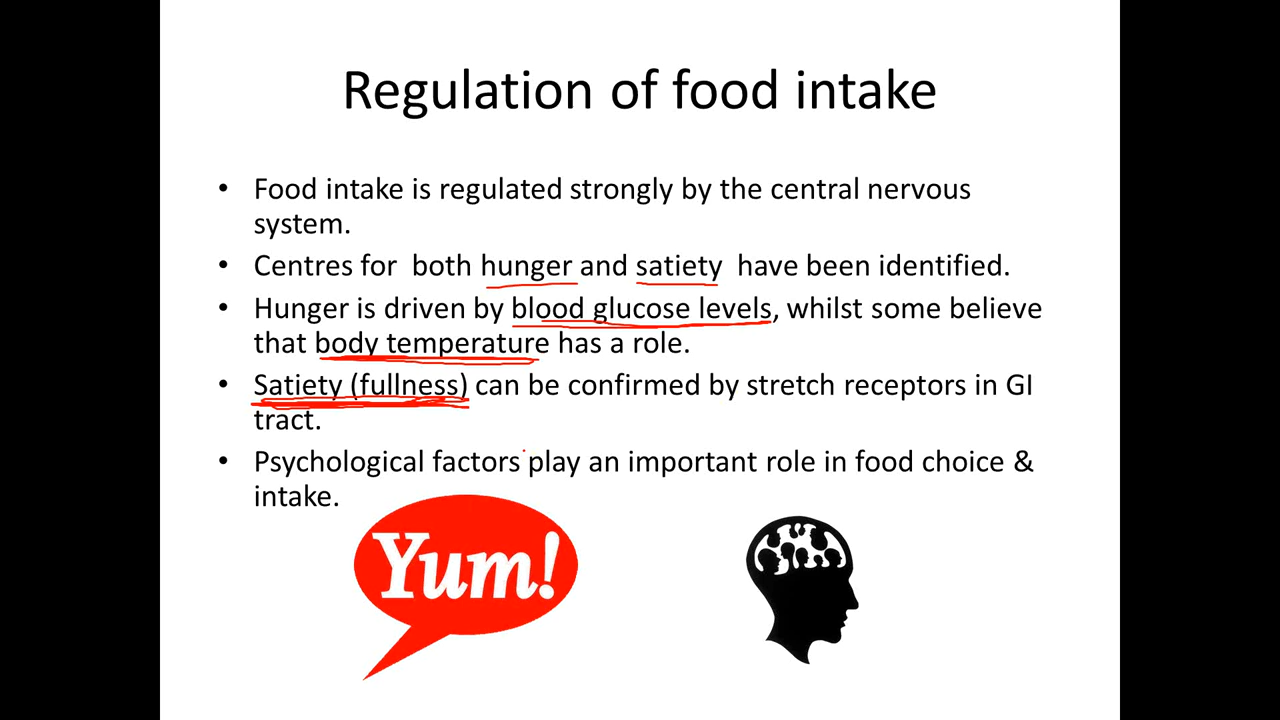 Regulation of food intake
• Food intake is regulated strongly by the central nervous
system.
• Centres for both hunger and satiety have been identified.
• Hunger is driven by blood glucose levels, whilst some believe
that body temperature has a role.
• Satiety (fullness) can be confirmed by stretch receptors in GI
tract.
• Psychological factors play an important role in food choice &
intake.
Yum!